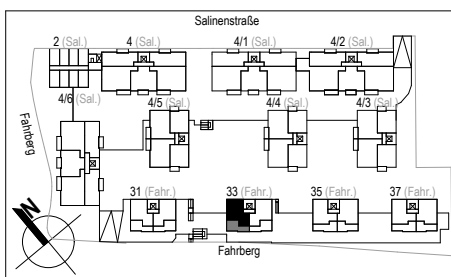 Salinenstraße
2 (Sal.) 4 (Sal.) 4/1 (Sal.) 4/2 (Sal.)
4/6 (Sal.) 4/5 (Sal.) 4/4 (Sal.) 4/3 (Sal.)
Fahrberg
31 (Fahr.) 33 (Fahr.) 35 (Fahr.) 37 (Fahr.)
N
Fahrberg